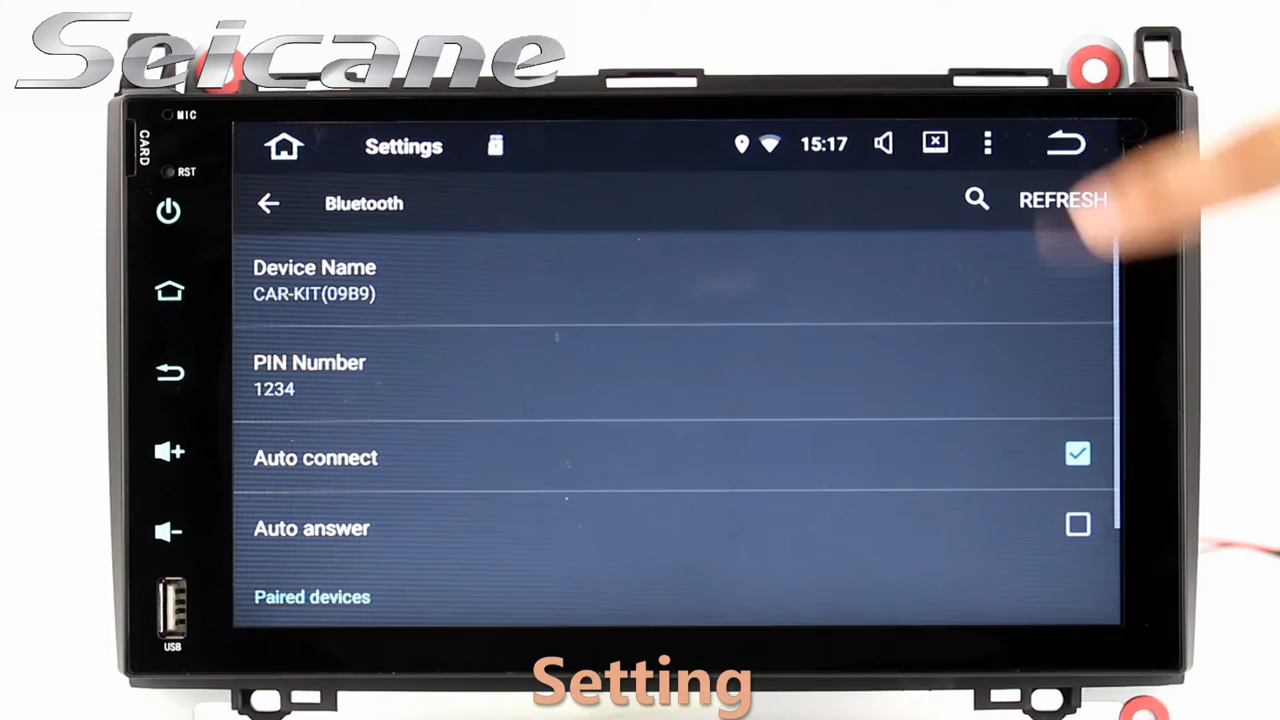 Seicane
MIC
CARD
RST
Settings
15:17
Bluetooth
REFRESH
Device Name
CAR-KIT(09B9)
PIN Number
1234
Auto connect
Auto answer
Paired devices
USB
Setting